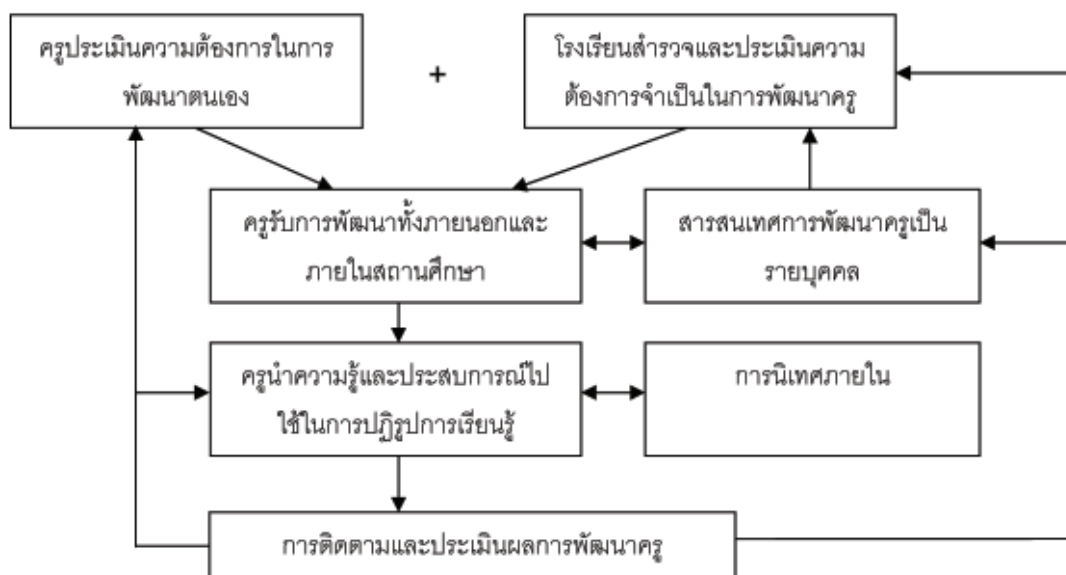 ครูประเมินความต้องการในการ
พัฒนาตนเอง
+
โรงเรียนสำรวจและประเมินความ
ต้องการจำเป็นในการพัฒนาครู
ครูรับการพัฒนาทั้งภายนอกและ
ภายในสถานศึกษา
สารสนเทศการพัฒนาครูเป็น
รายบุคคล
ครูนำความรู้และประสบการณ์ไป
ใช้ในการปฏิรูปการเรียนรู้
การนิเทศภายใน
การติดตามและประเมินผลการพัฒนาครู